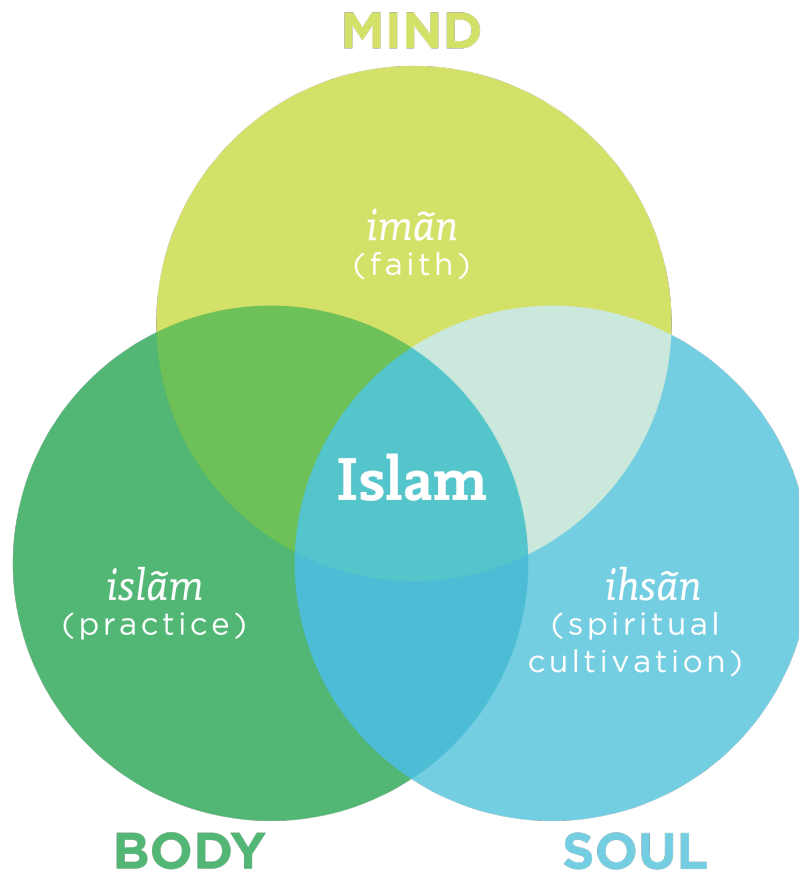 MIND
imãn
(faith)
Islam
islãm
(practice)
ihsãn
(spiritual
cultivation)
BODY
SOUL